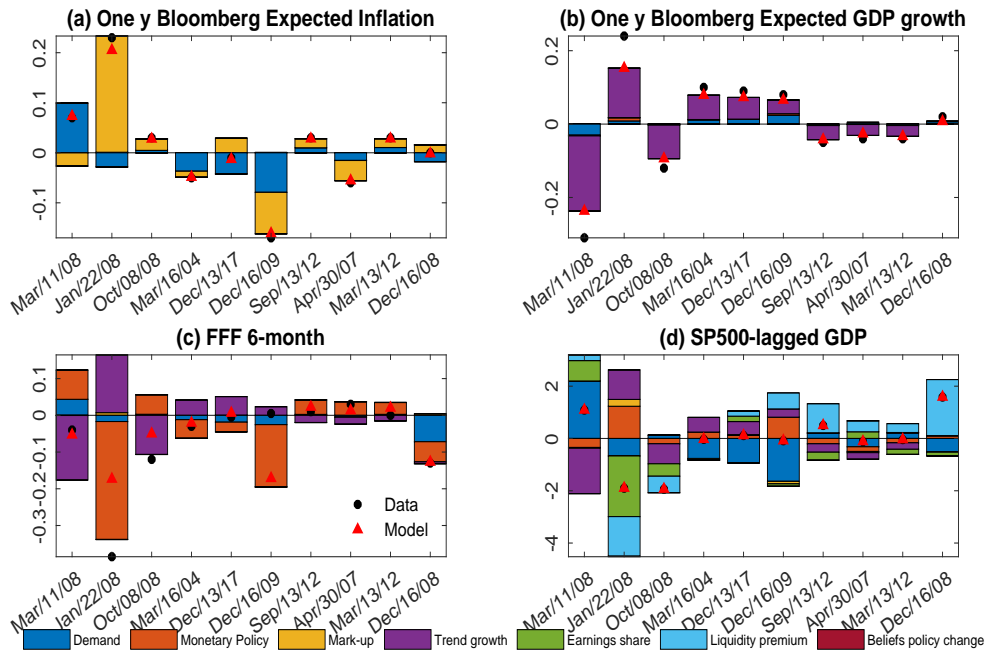 (a) One y Bloomberg Expected Inflation
0.2
0.1
0
-0.1
Mar/11/08
Jan/22/08
Oct/08/08
Mar/16/04
Dec/13/17
Dec/16/09
Sep/13/12
Apr/30/07
Mar/13/12
Dec/16/08
(b) One y Bloomberg Expected GDP growth
0.2
0
-0.2
Mar/11/08
Jan/22/08
Oct/08/08
Mar/16/04
Dec/13/17
Dec/16/09
Sep/13/12
Apr/30/07
Mar/13/12
Dec/16/08
(c) FFF 6-month
0.1
0
-0.1
-0.2
-0.3
Data
Model
Mar/11/08
Jan/22/08
Oct/08/08
Mar/16/04
Dec/13/17
Dec/16/09
Sep/13/12
Apr/30/07
Mar/13/12
Dec/16/08
(d) SP500-lagged GDP
2
0
-2
-4
Mar/11/08
Jan/22/08
Oct/08/08
Mar/16/04
Dec/13/17
Dec/16/09
Sep/13/12
Apr/30/07
Mar/13/12
Dec/16/08
Demand
Monetary Policy
Mark-up
Trend growth
Earnings share
Liquidity premium
Beliefs policy change